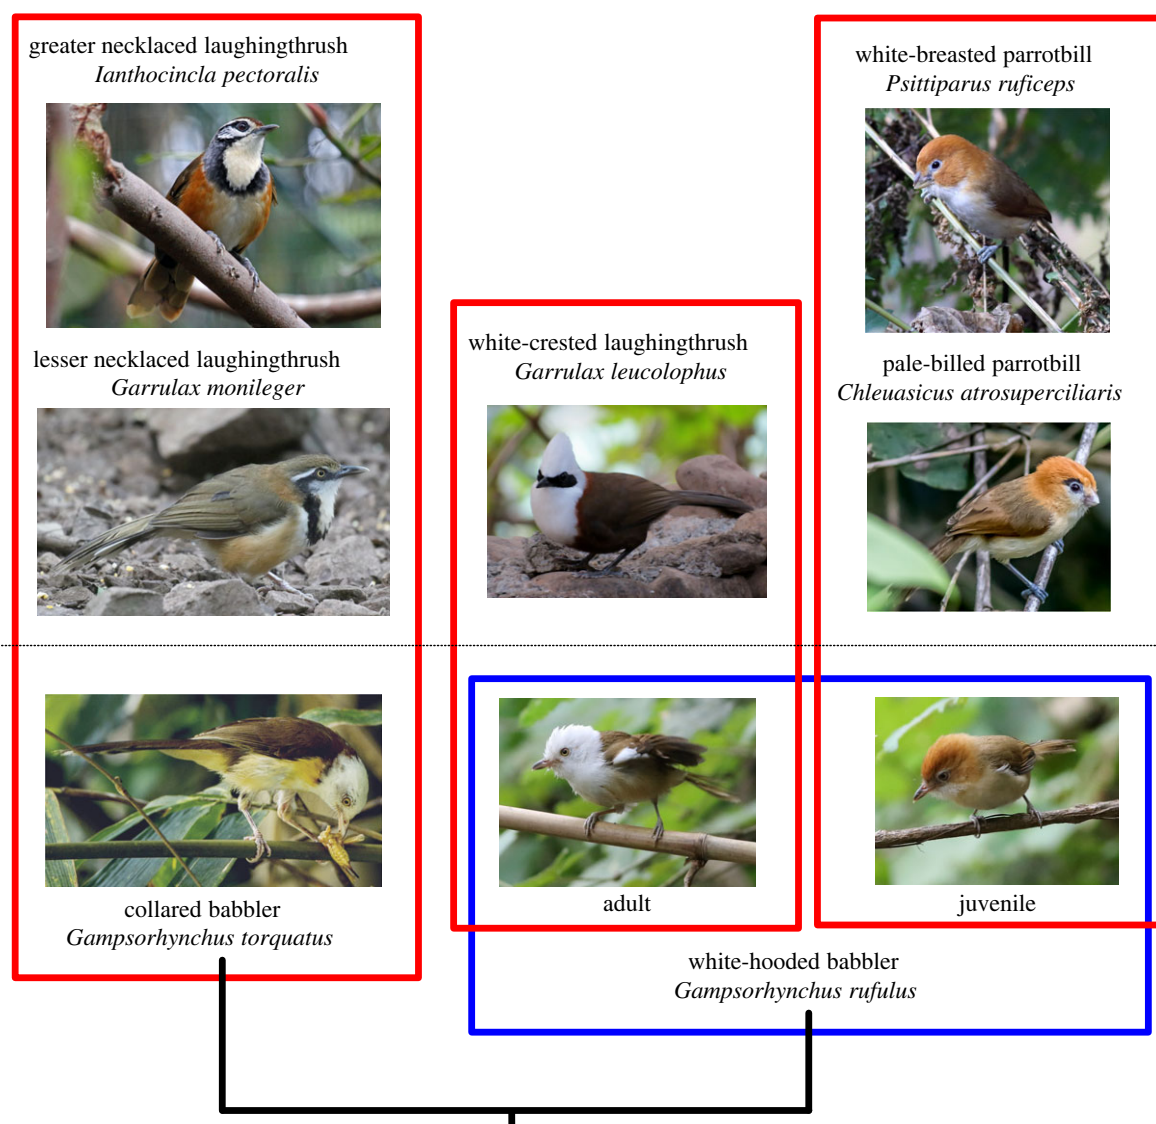 greater necklaced laughingthrush
Ianthocincla pectoralis
lesser necklaced laughingthrush
Garrulax monileger
collared babbler
Gampsorhynchus torquatus
white-crested laughingthrush
Garrulax leucolophus
adult
white-breasted parrotbill
Psittiparus ruficeps
pale-billed parrotbill
Chleuasicus atrosuperciliaris
juvenile
white-hooded babbler
Gampsorhynchus rufulus